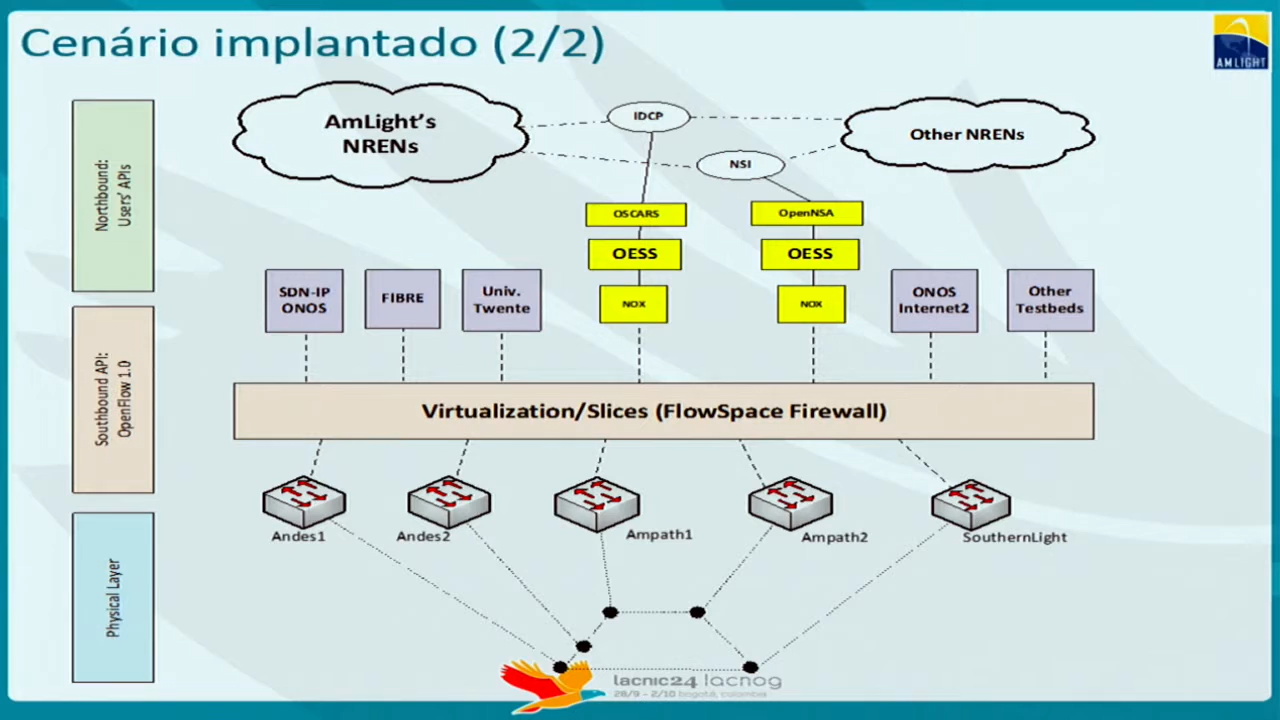 Cenário implantado (2/2)
AMLIGHT
Northbound:
Users' APIs
AmLight's
NRENs
IDCP
Other NRENs
NSI
OSCARS
OpenNSA
OESS
OESS
SDN-IP
ONOS
FIBRE
Univ.
Twente
NOX
NOX
ONOS
Internet2
Other
Testbeds
Southbound API:
OpenFlow 1.0
Virtualization/Slices (FlowSpace Firewall)
Andes1
Andes2
Ampath1
Ampath2
SouthernLight
Physical Layer
lacnic24 lacnog
28/9 - 2/10 bogotá, colombia